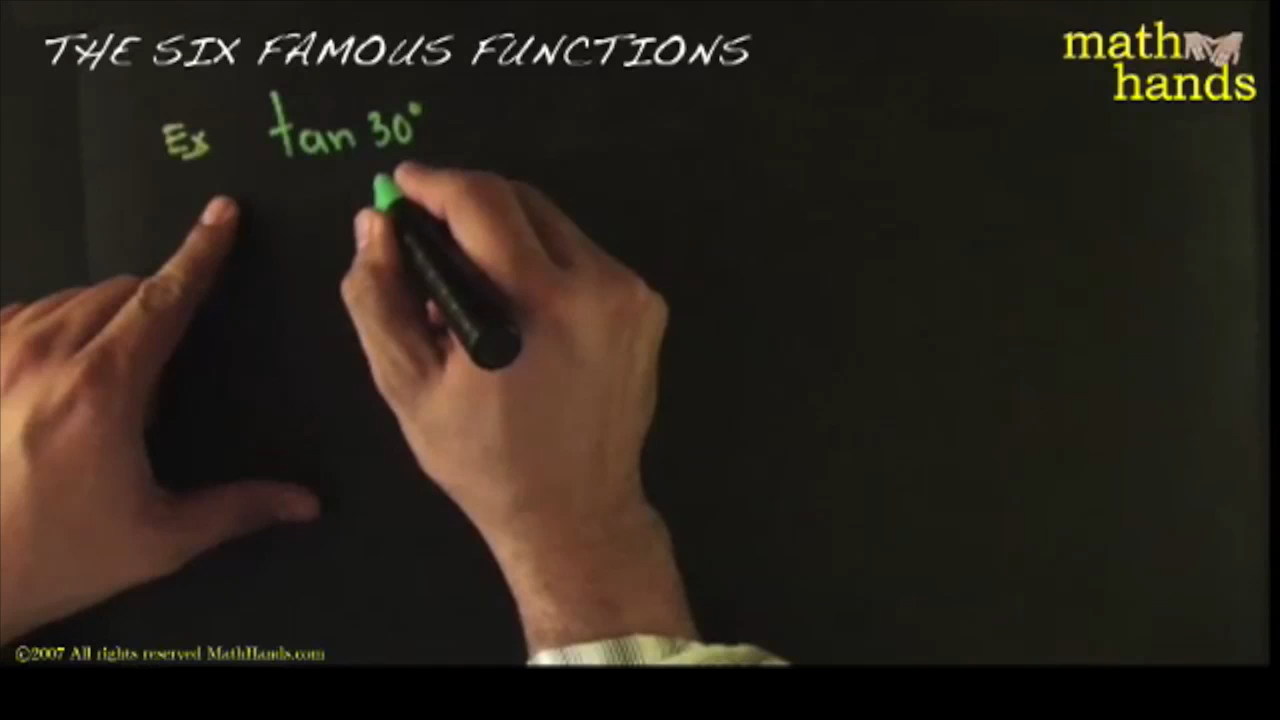 THE SIX FAMOUS FUNCTIONS
math
hands
Ex tan 30°
©2007 All rights reserved MathHands.com